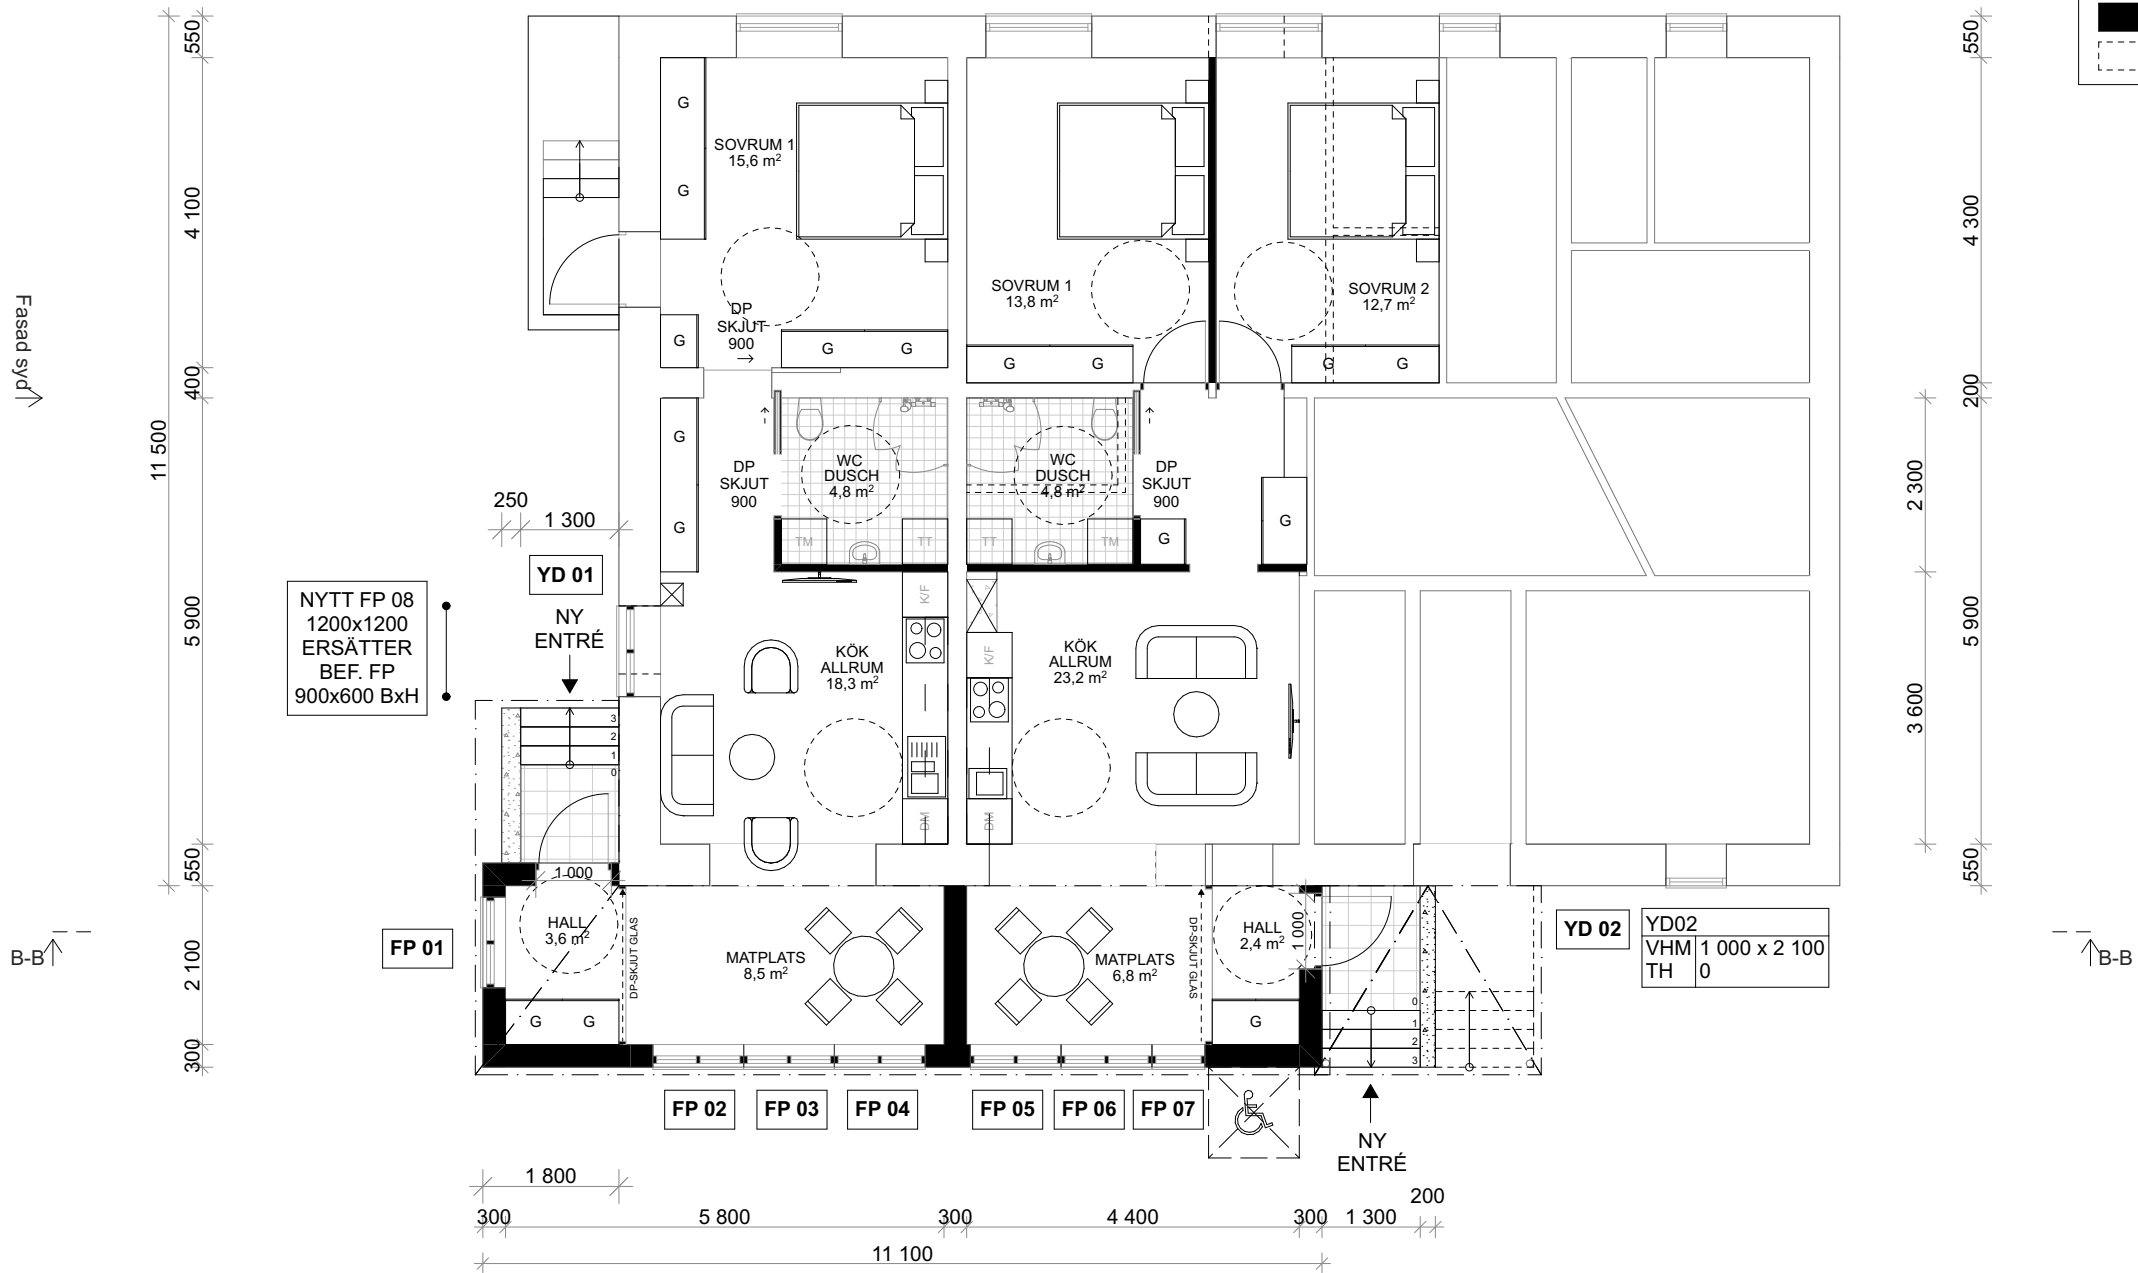 550
4 100
400
11 500
5 900
550
2 100
300
Fasad syd
B-B
250
1 300
YD 01
NY
ENTRÉ
NYTT FP 08
1200x1200
ERSÄTTER
BEF. FP
900x600 BxH
3
2
1
0
1 000
FP 01
HALL
3,6 m²
G G
DP-SKJUT GLAS
G
G
SOVRUM 1
15,6 m²
DP
SKJUT
900
G
G G
G
G
DP
SKJUT
900
WC
DUSCH
4,8 m²
TM
TT
K/F
KÖK
ALLRUM
18,3 m²
DM
MATPLATS
8,5 m²
SOVRUM 1
13,8 m²
G G
SOVRUM 2
12,7 m²
G G
WC
DUSCH
4,8 m²
TT
TM
DP
SKJUT
900
G
G
K/F
KÖK
ALLRUM
23,2 m²
DM
MATPLATS
6,8 m²
DP-SKJUT GLAS
HALL
2,4 m²
1 000
G
0
1
2
3
YD 02
YD02
VHM 1 000 x 2 100
TH 0
FP 02
FP 03
FP 04
FP 05
FP 06
FP 07
NY
ENTRÉ
1 800
200
300
5 800
300
4 400
300
1 300
11 100
550
4 300
200
2 300
5 900
3 600
550
B-B